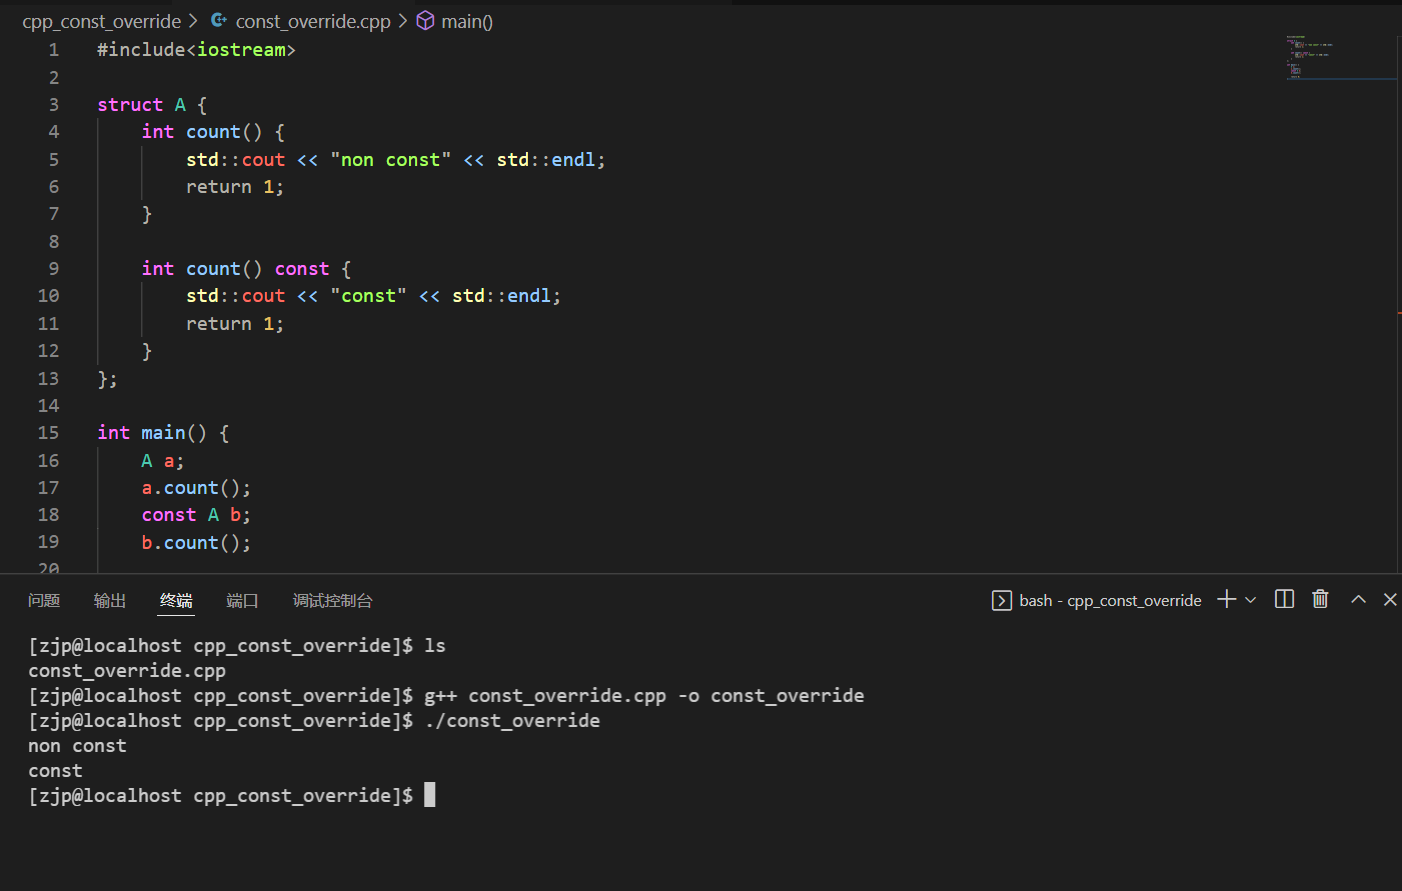 cpp_const_override > const_override.cpp > main()
1 #include<iostream>
2
3 struct A {
4     int count() {
5         std::cout << "non const" << std::endl;
6         return 1;
7     }
8
9     int count() const {
10         std::cout << "const" << std::endl;
11         return 1;
12     }
13 };
14
15 int main() {
16     A a;
17     a.count();
18     const A b;
19     b.count();
20
问题 输出 终端 端口 调试控制台 bash - cpp_const_override
[zjp@localhost cpp_const_override]$ ls
const_override.cpp
[zjp@localhost cpp_const_override]$ g++ const_override.cpp -o const_override
[zjp@localhost cpp_const_override]$ ./const_override
non const
const
[zjp@localhost cpp_const_override]$